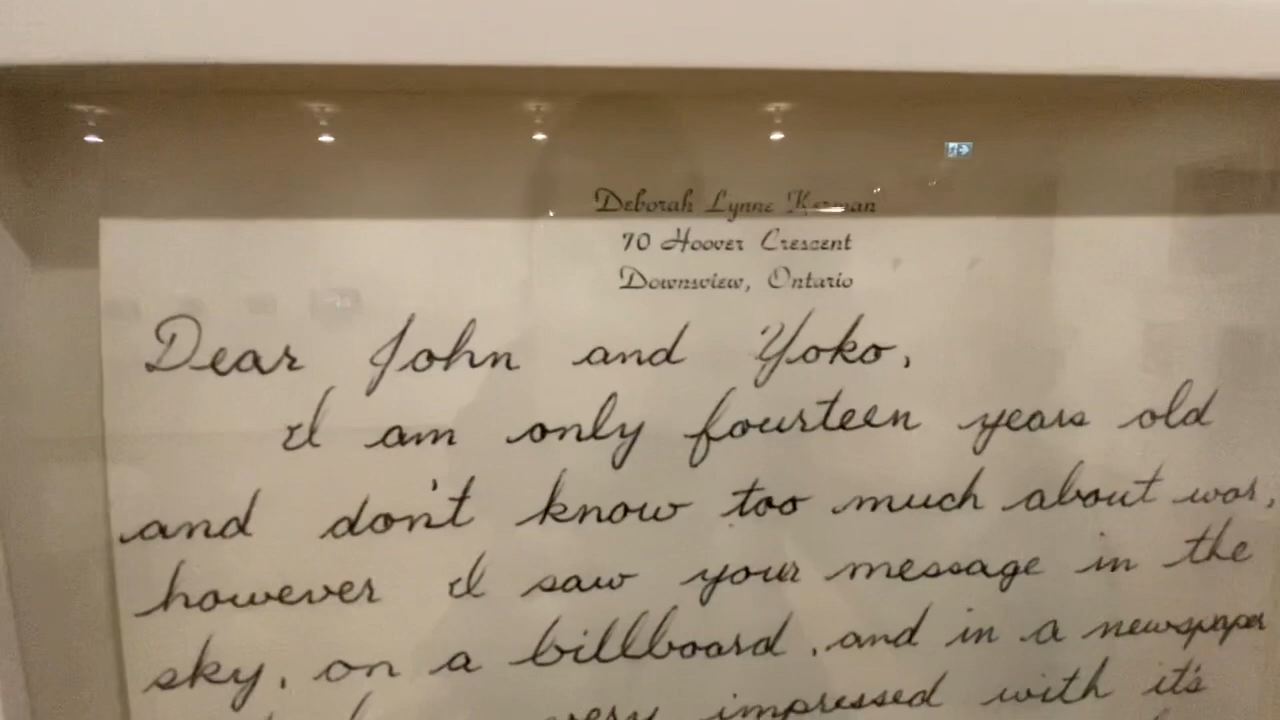 Deborah Lynne Kerman
70 Hoover Crescent
Downsview, Ontario
Dear John and Yoko,
I am only fourteen years old
and don't know too much about war,
however I saw your message in the
sky, on a billboard, and in a newspaper
very impressed with it's